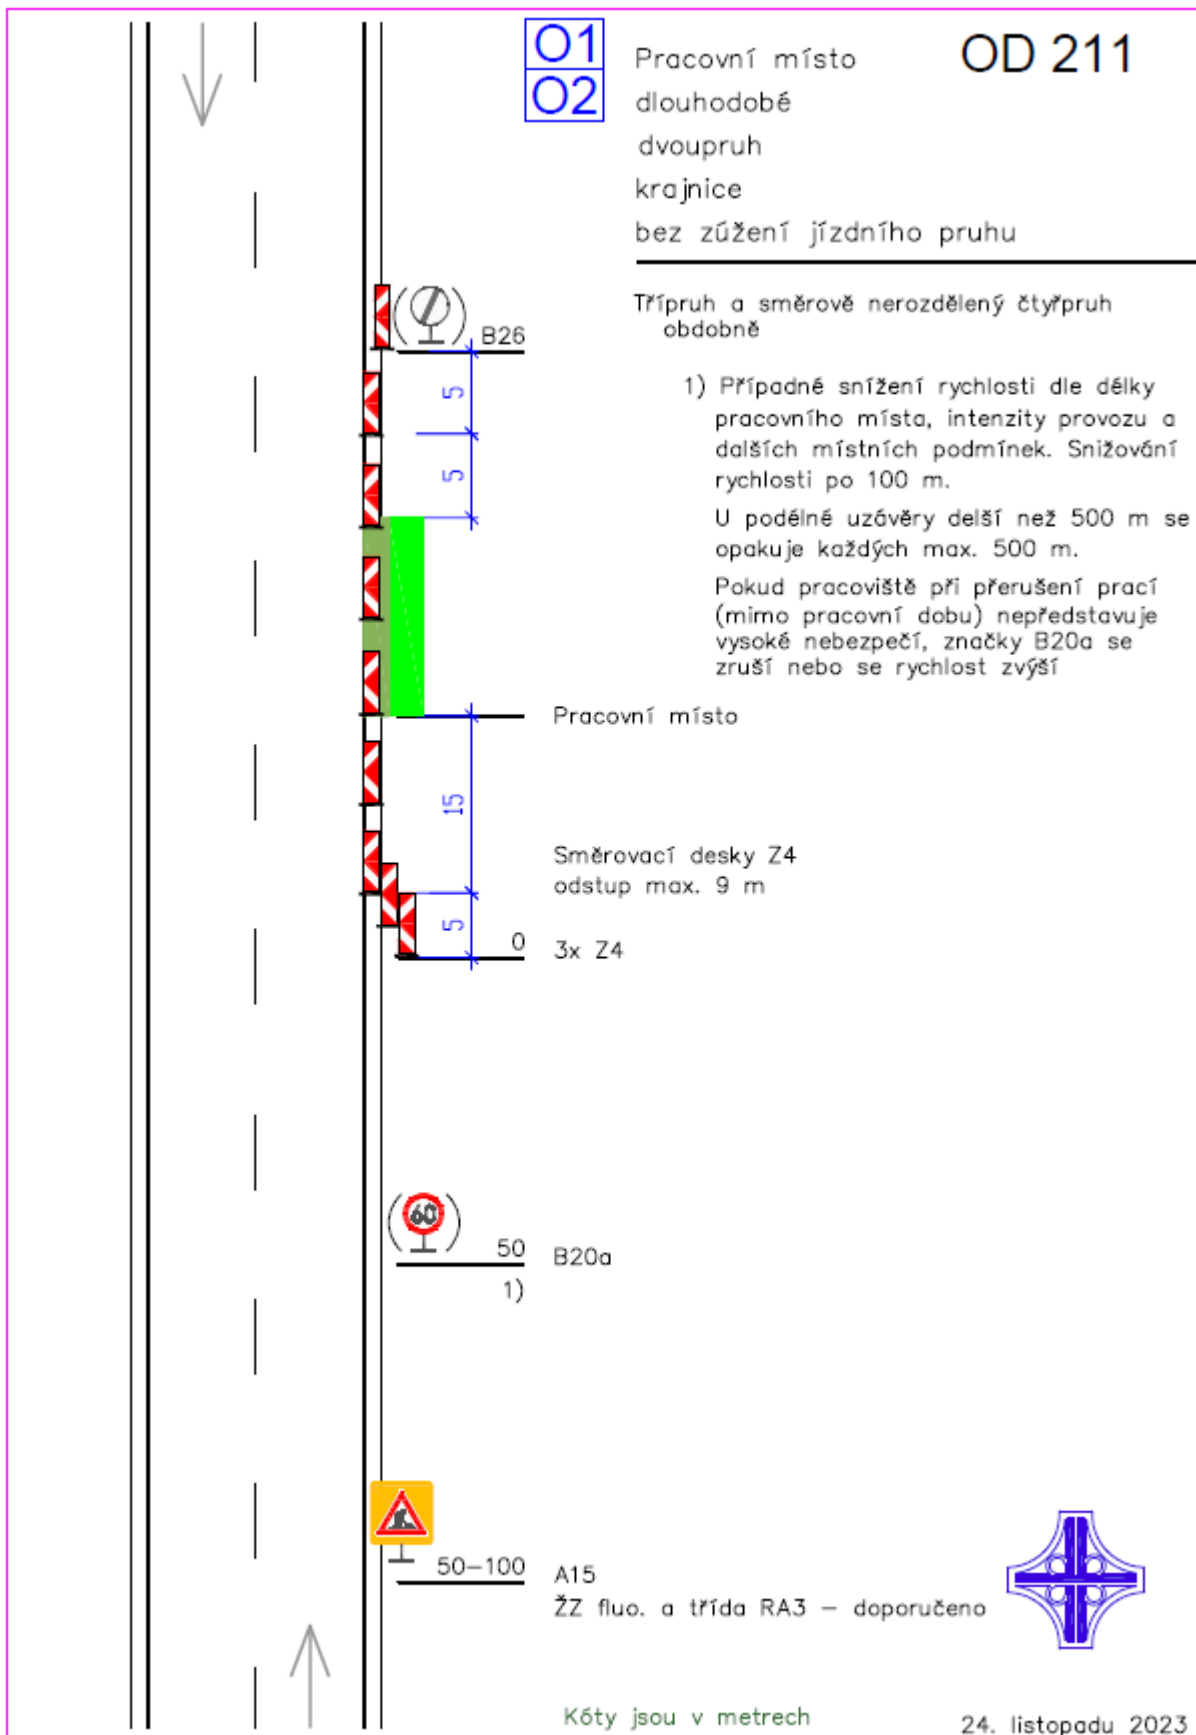 O1
O2
Pracovní místo
OD 211
dlouhodobé
dvoupruh
krajnice
bez zúžení jízdního pruhu
Třípruh a směrově nerozdělený čtyřpruh
obdobně
B26
5
1) Případné snížení rychlosti dle délky
pracovního místa, intenzity provozu a
dalších místních podmínek. Snižování
rychlosti po 100 m.
5
U podélné uzávěry delší než 500 m se
opakuje každých max. 500 m.
Pokud pracoviště při přerušení prací
(mimo pracovní dobu) nepředstavuje
vysoké nebezpečí, značky B20a se
zruší nebo se rychlost zvýší
Pracovní místo
15
Směrovací desky Z4
odstup max. 9 m
5
0
3x Z4
(60)
50
B20a
1)
50-100
A15
ŽZ fluo. a třída RA3 – doporučeno
Kóty jsou v metrech
24. listopadu 2023